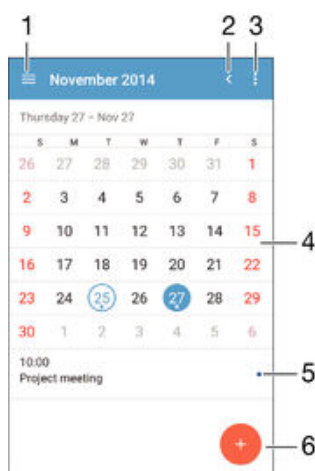 1 2 3
November 2014
Thursday 27 – Nov 27
S M T W T F S
26 27 28 29 30 31 1
2 3 4 5 6 7 8
9 10 11 12 13 14 15
4
16 17 18 19 20 21 22
23 24 25 26 27 28 29
30 1 2 3 4 5 6
10:00
Project meeting
5
6